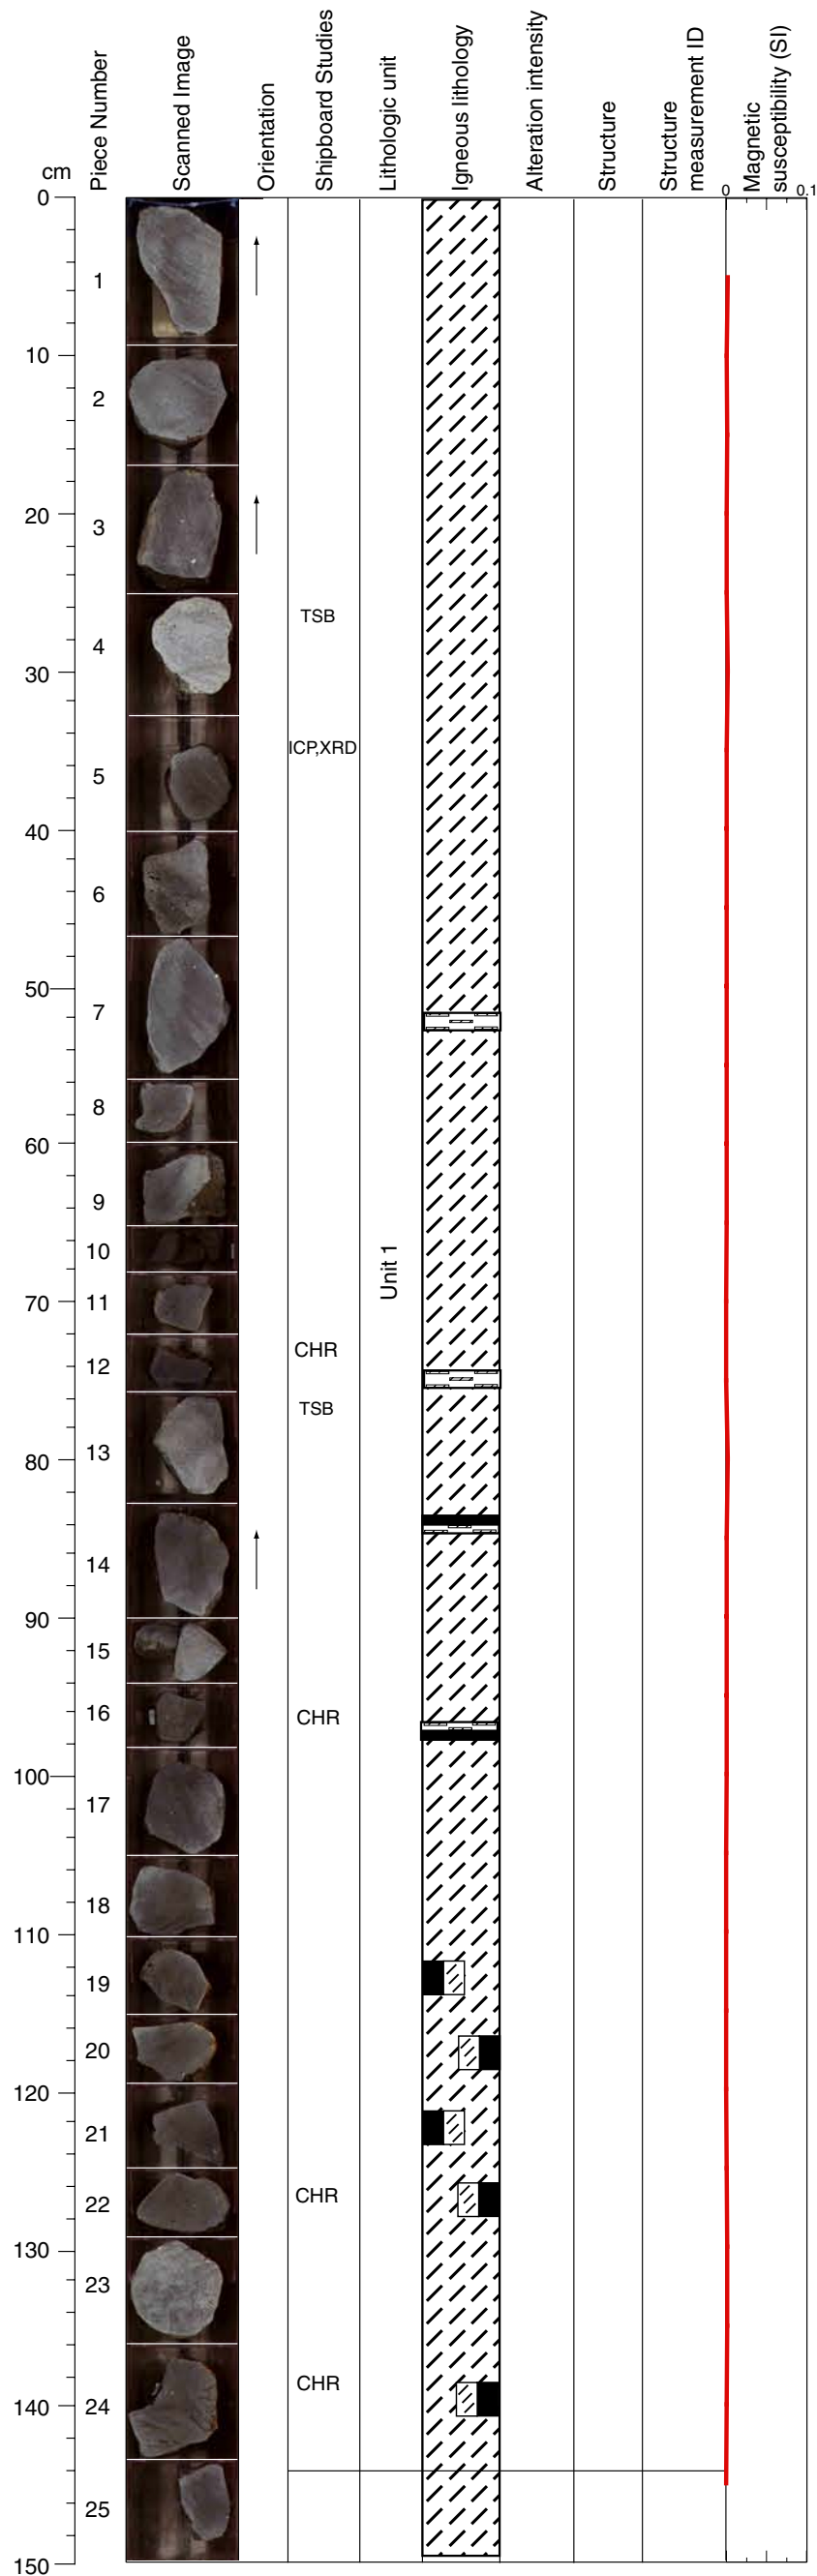 cm
Piece Number
Scanned Image
Orientation
Shipboard Studies
Lithologic unit
Igneous lithology
Alteration intensity
Structure
Structure
measurement ID
Magnetic
susceptibility (SI)
0
0.1
0
1
10
2
20
3
TSB
4
30
ICP,XRD
5
40
6
50
7
8
60
9
10
Unit 1
70
11
CHR
12
TSB
13
80
14
90
15
16
CHR
100
17
18
110
19
20
120
21
22
CHR
130
23
CHR
24
140
25
150